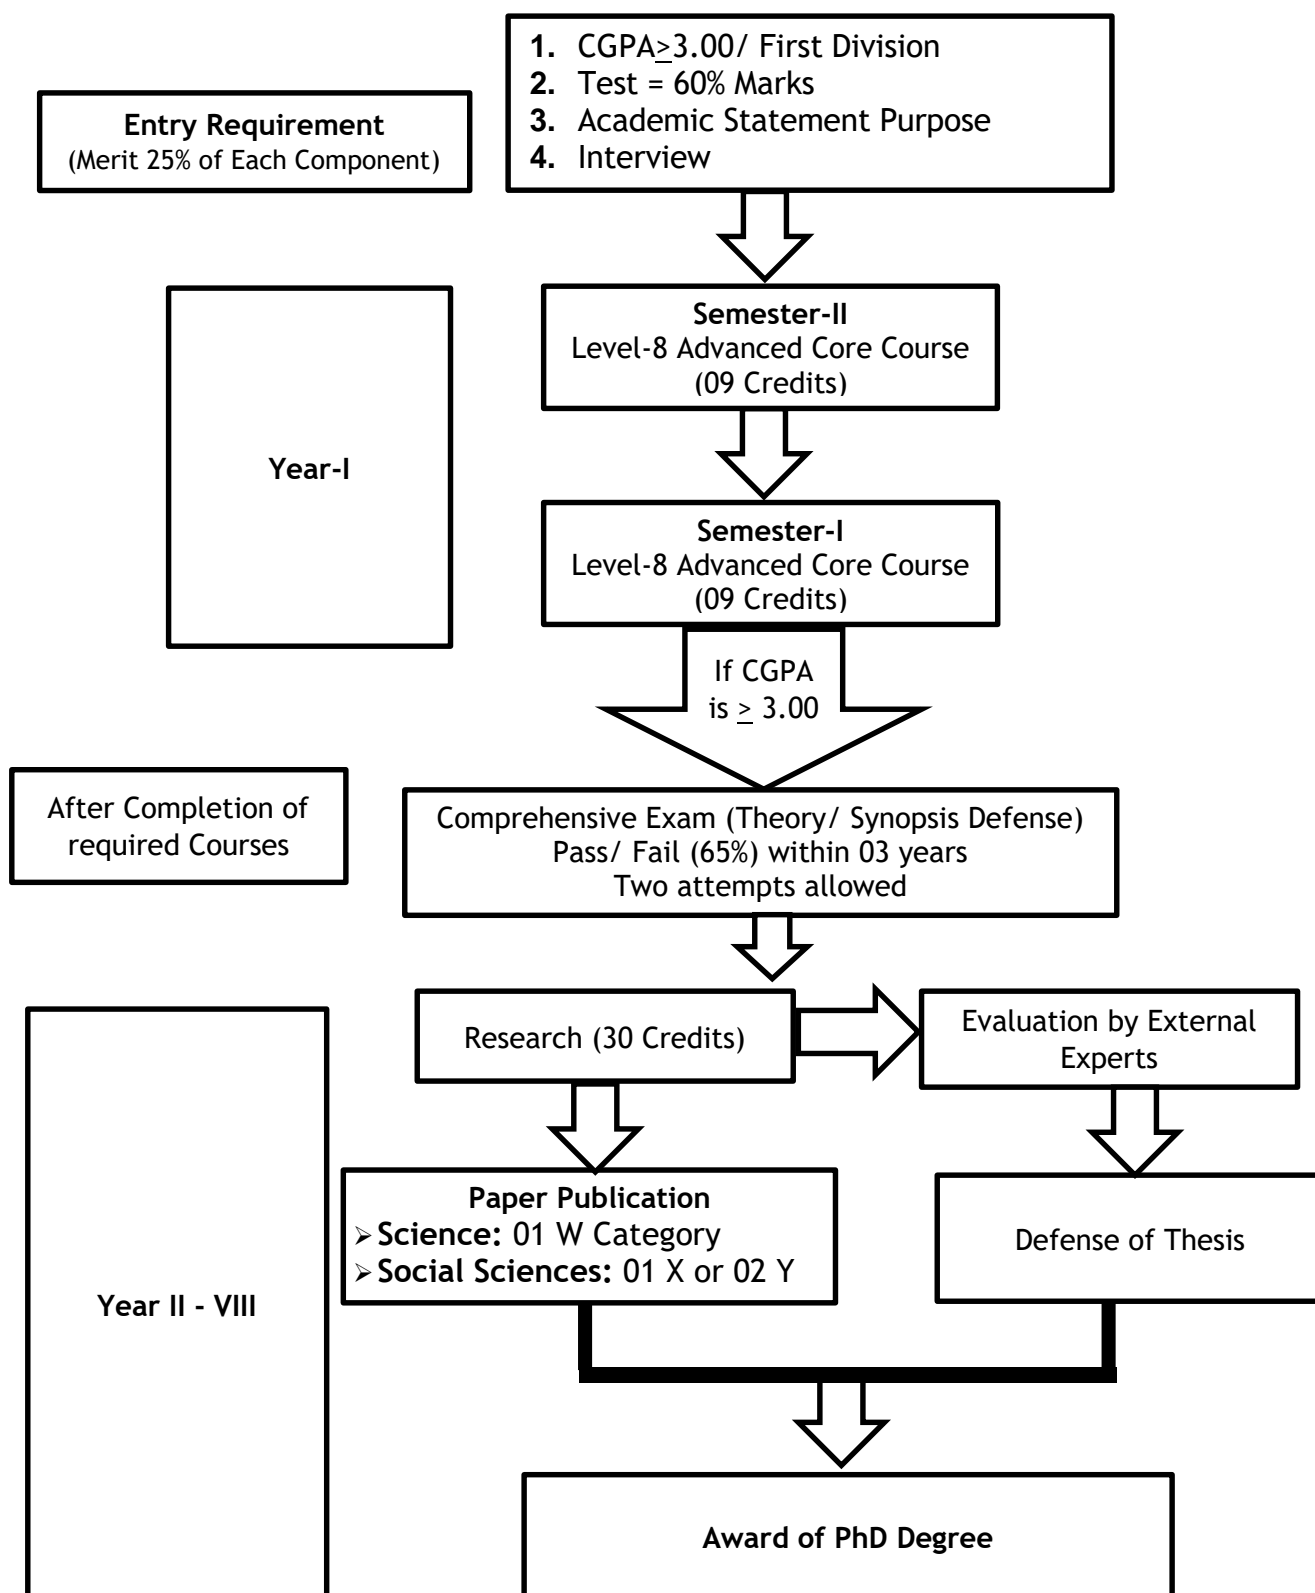 1. CGPA≥3.00/ First Division
2. Test = 60% Marks
3. Academic Statement Purpose
4. Interview
Entry Requirement
(Merit 25% of Each Component)
Semester-II
Level-8 Advanced Core Course
(09 Credits)
Year-I
Semester-I
Level-8 Advanced Core Course
(09 Credits)
If CGPA
is ≥ 3.00
After Completion of
required Courses
Comprehensive Exam (Theory/ Synopsis Defense)
Pass/ Fail (65%) within 03 years
Two attempts allowed
Research (30 Credits)
Evaluation by External
Experts
Paper Publication
➢ Science: 01 W Category
➢ Social Sciences: 01 X or 02 Y
Defense of Thesis
Year II - VIII
Award of PhD Degree